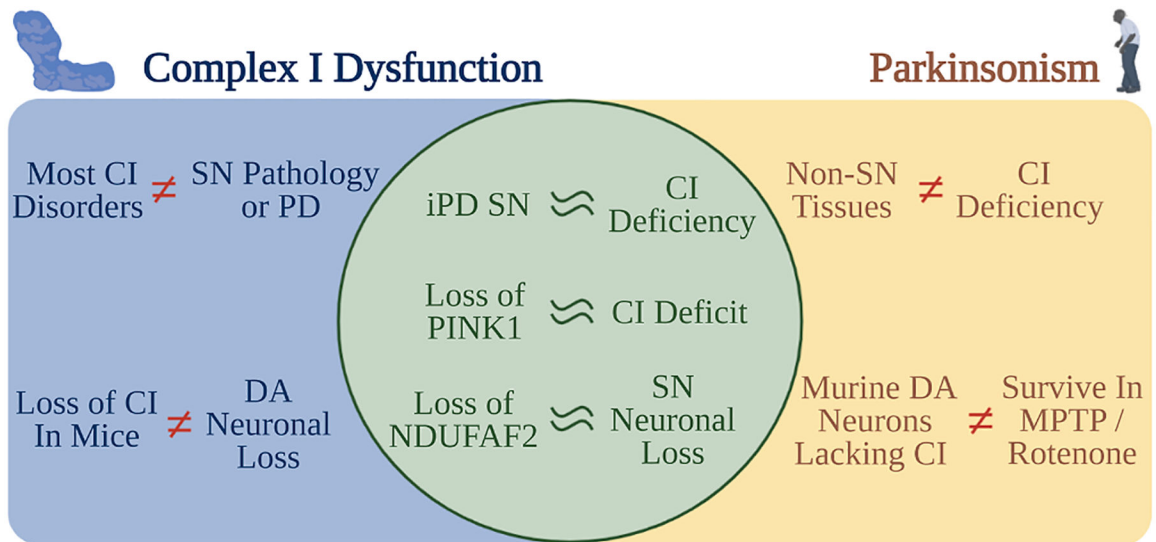 Complex I Dysfunction
Parkinsonism
Most CI
Disorders
≠
SN Pathology
or PD
Loss of CI
In Mice
≠
DA
Neuronal
Loss
iPD SN
≈
CI
Deficiency
Loss of
PINK1
≈
CI Deficit
Loss of
NDUFAF2
≈
SN
Neuronal
Loss
Non-SN
Tissues
≠
CI
Deficiency
Murine DA
Neurons
Lacking CI
≠
Survive In
MPTP /
Rotenone